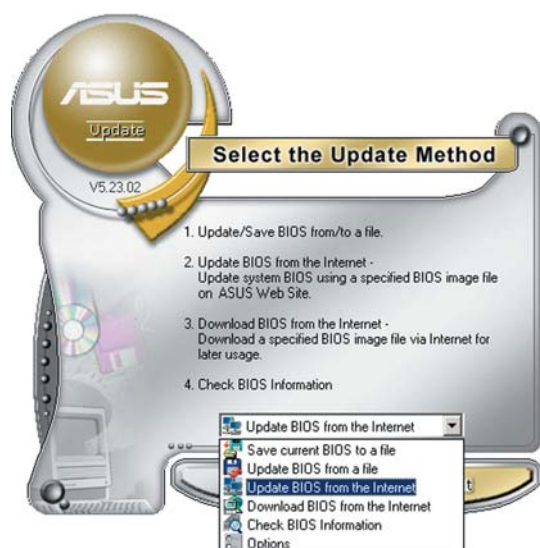 ASUS
Update
V5.23.02
Select the Update Method
1. Update/Save BIOS from/to a file.
2. Update BIOS from the Internet -
Update system BIOS using a specified BIOS image file
on ASUS Web Site.
3. Download BIOS from the Internet -
Download a specified BIOS image file via Internet for
later usage.
4. Check BIOS Information
Update BIOS from the Internet
Save current BIOS to a file
Update BIOS from a file
Update BIOS from the Internet
t
Download BIOS from the Internet
Check BIOS Information
Options